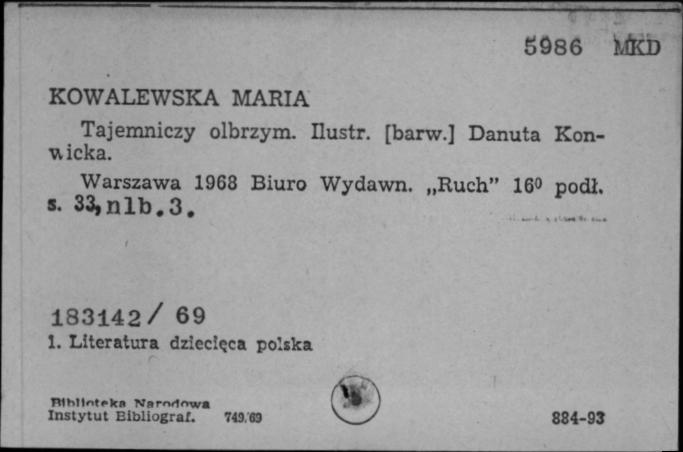 5986 MKD
KOWALEWSKA MARIA
Tajemniczy olbrzym. Ilustr. [barw.] Danuta Kon-
wicka.
Warszawa 1968 Biuro Wydawn. „Ruch” 16⁰ podł.
s. 33, nlb. 3.
183142/ 69
1. Literatura dziecięca polska
Biblioteka Narodowa
Instytut Bibliograf. 749/69
884-93